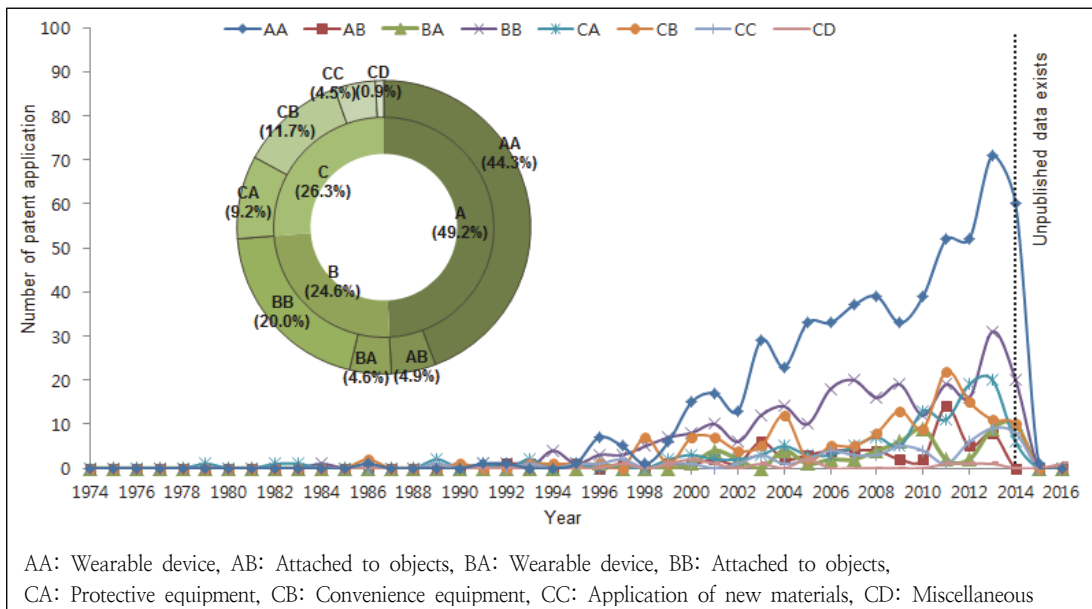 AA AB BA BB CA CB CC CD
100
90
80
70
60
50
40
30
20
10
0
Number of patent application
CC
(4.5%)
CD
(0.9%)
CB
(11.7%)
AA
(44.3%)
C
(26.3%)
CA
(9.2%)
A
(49.2%)
B
(24.6%)
BB
(20.0%)
BA
(4.6%)
AB
(4.9%)
Unpublished data exists
1974 1976 1978 1980 1982 1984 1986 1988 1990 1992 1994 1996 1998 2000 2002 2004 2006 2008 2010 2012 2014 2016
Year
AA: Wearable device, AB: Attached to objects, BA: Wearable device, BB: Attached to objects,
CA: Protective equipment, CB: Convenience equipment, CC: Application of new materials, CD: Miscellaneous